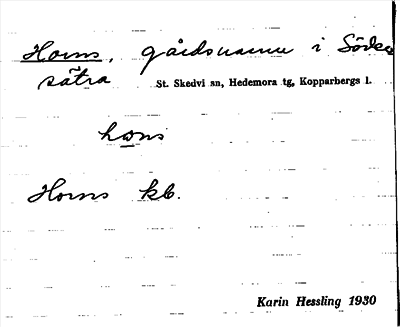 Horns, gårdsnamn i Söder
sätra St. Skedvi sn, Hedemora tg, Kopparbergs l.
hons
Horns kb.
Karin Hessling 1930